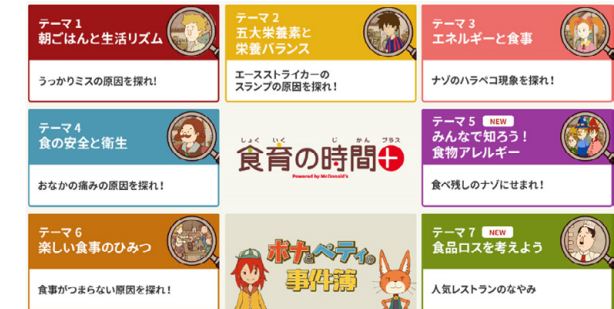 テーマ 1
朝ごはんと生活リズム
うっかりミスの原因を探れ!
テーマ 2
五大栄養素と
栄養バランス
エースストライカーの
スランプの原因を探れ!
テーマ 3
エネルギーと食事
ナゾのハラペコ現象を探れ!
テーマ 4
食の安全と衛生
おなかの痛みの原因を探れ!
しょく いく じ かん プラス
食育の時間+
Powered by McDonald's
テーマ 5 NEW
みんなで知ろう!
食物アレルギー
食べ残しのナゾにせまれ!
テーマ 6
楽しい食事のひみつ
食事がつまらない原因を探れ!
ボナとペティの
事件簿
テーマ 7 NEW
食品ロスを考えよう
人気レストランのなやみ